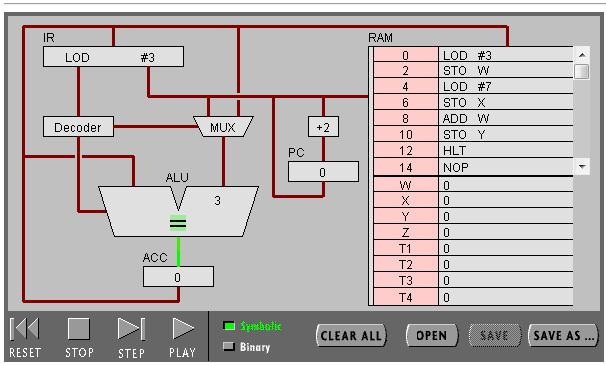 IR
LOD #3
Decoder
MUX
+2
PC
0
ALU
3
=
ACC
0
RAM
0 LOD #3
2 STO W
4 LOD #7
6 STO X
8 ADD W
10 STO Y
12 HLT
14 NOP
W 0
X 0
Y 0
Z 0
T1 0
T2 0
T3 0
T4 0
RESET STOP STEP PLAY
Symbolic
Binary
CLEAR ALL OPEN SAVE SAVE AS ...